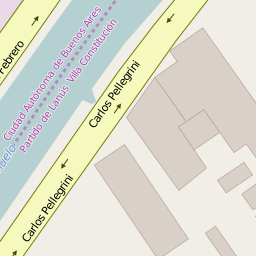 Febrero
Ciudad Autónoma de Buenos Aires
Partido de Lanús Villa Constitución
Carlos Pellegrini
Carlos Pellegrini